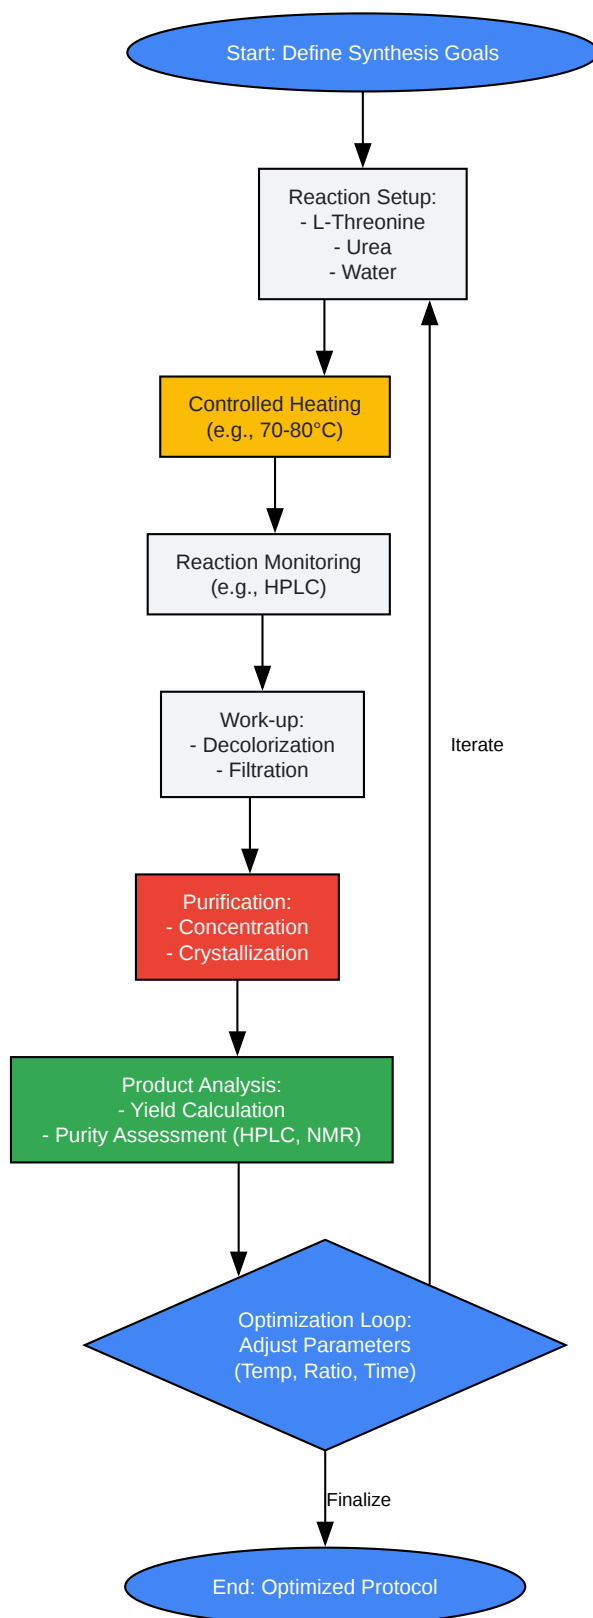 Start: Define Synthesis Goals
Reaction Setup:
- L-Threonine
- Urea
- Water
Controlled Heating
(e.g., 70-80°C)
Reaction Monitoring
(e.g., HPLC)
Work-up:
- Decolorization
- Filtration
Iterate
Purification:
- Concentration
- Crystallization
Product Analysis:
- Yield Calculation
- Purity Assessment (HPLC, NMR)
Optimization Loop:
Adjust Parameters
(Temp, Ratio, Time)
Finalize
End: Optimized Protocol